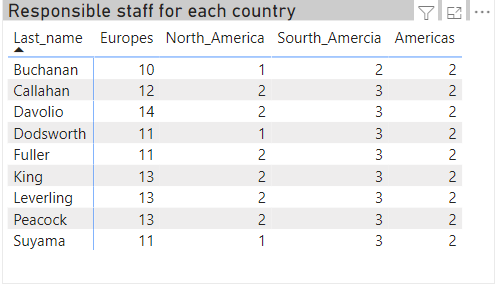 Responsible staff for each country
Last_name Europes North_America Sourth_Amercia Americas
Buchanan 10 1 2 2
Callahan 12 2 3 2
Davolio 14 2 3 2
Dodsworth 11 1 3 2
Fuller 11 2 3 2
King 13 2 3 2
Leverling 13 2 3 2
Peacock 13 2 3 2
Suyama 11 1 3 2